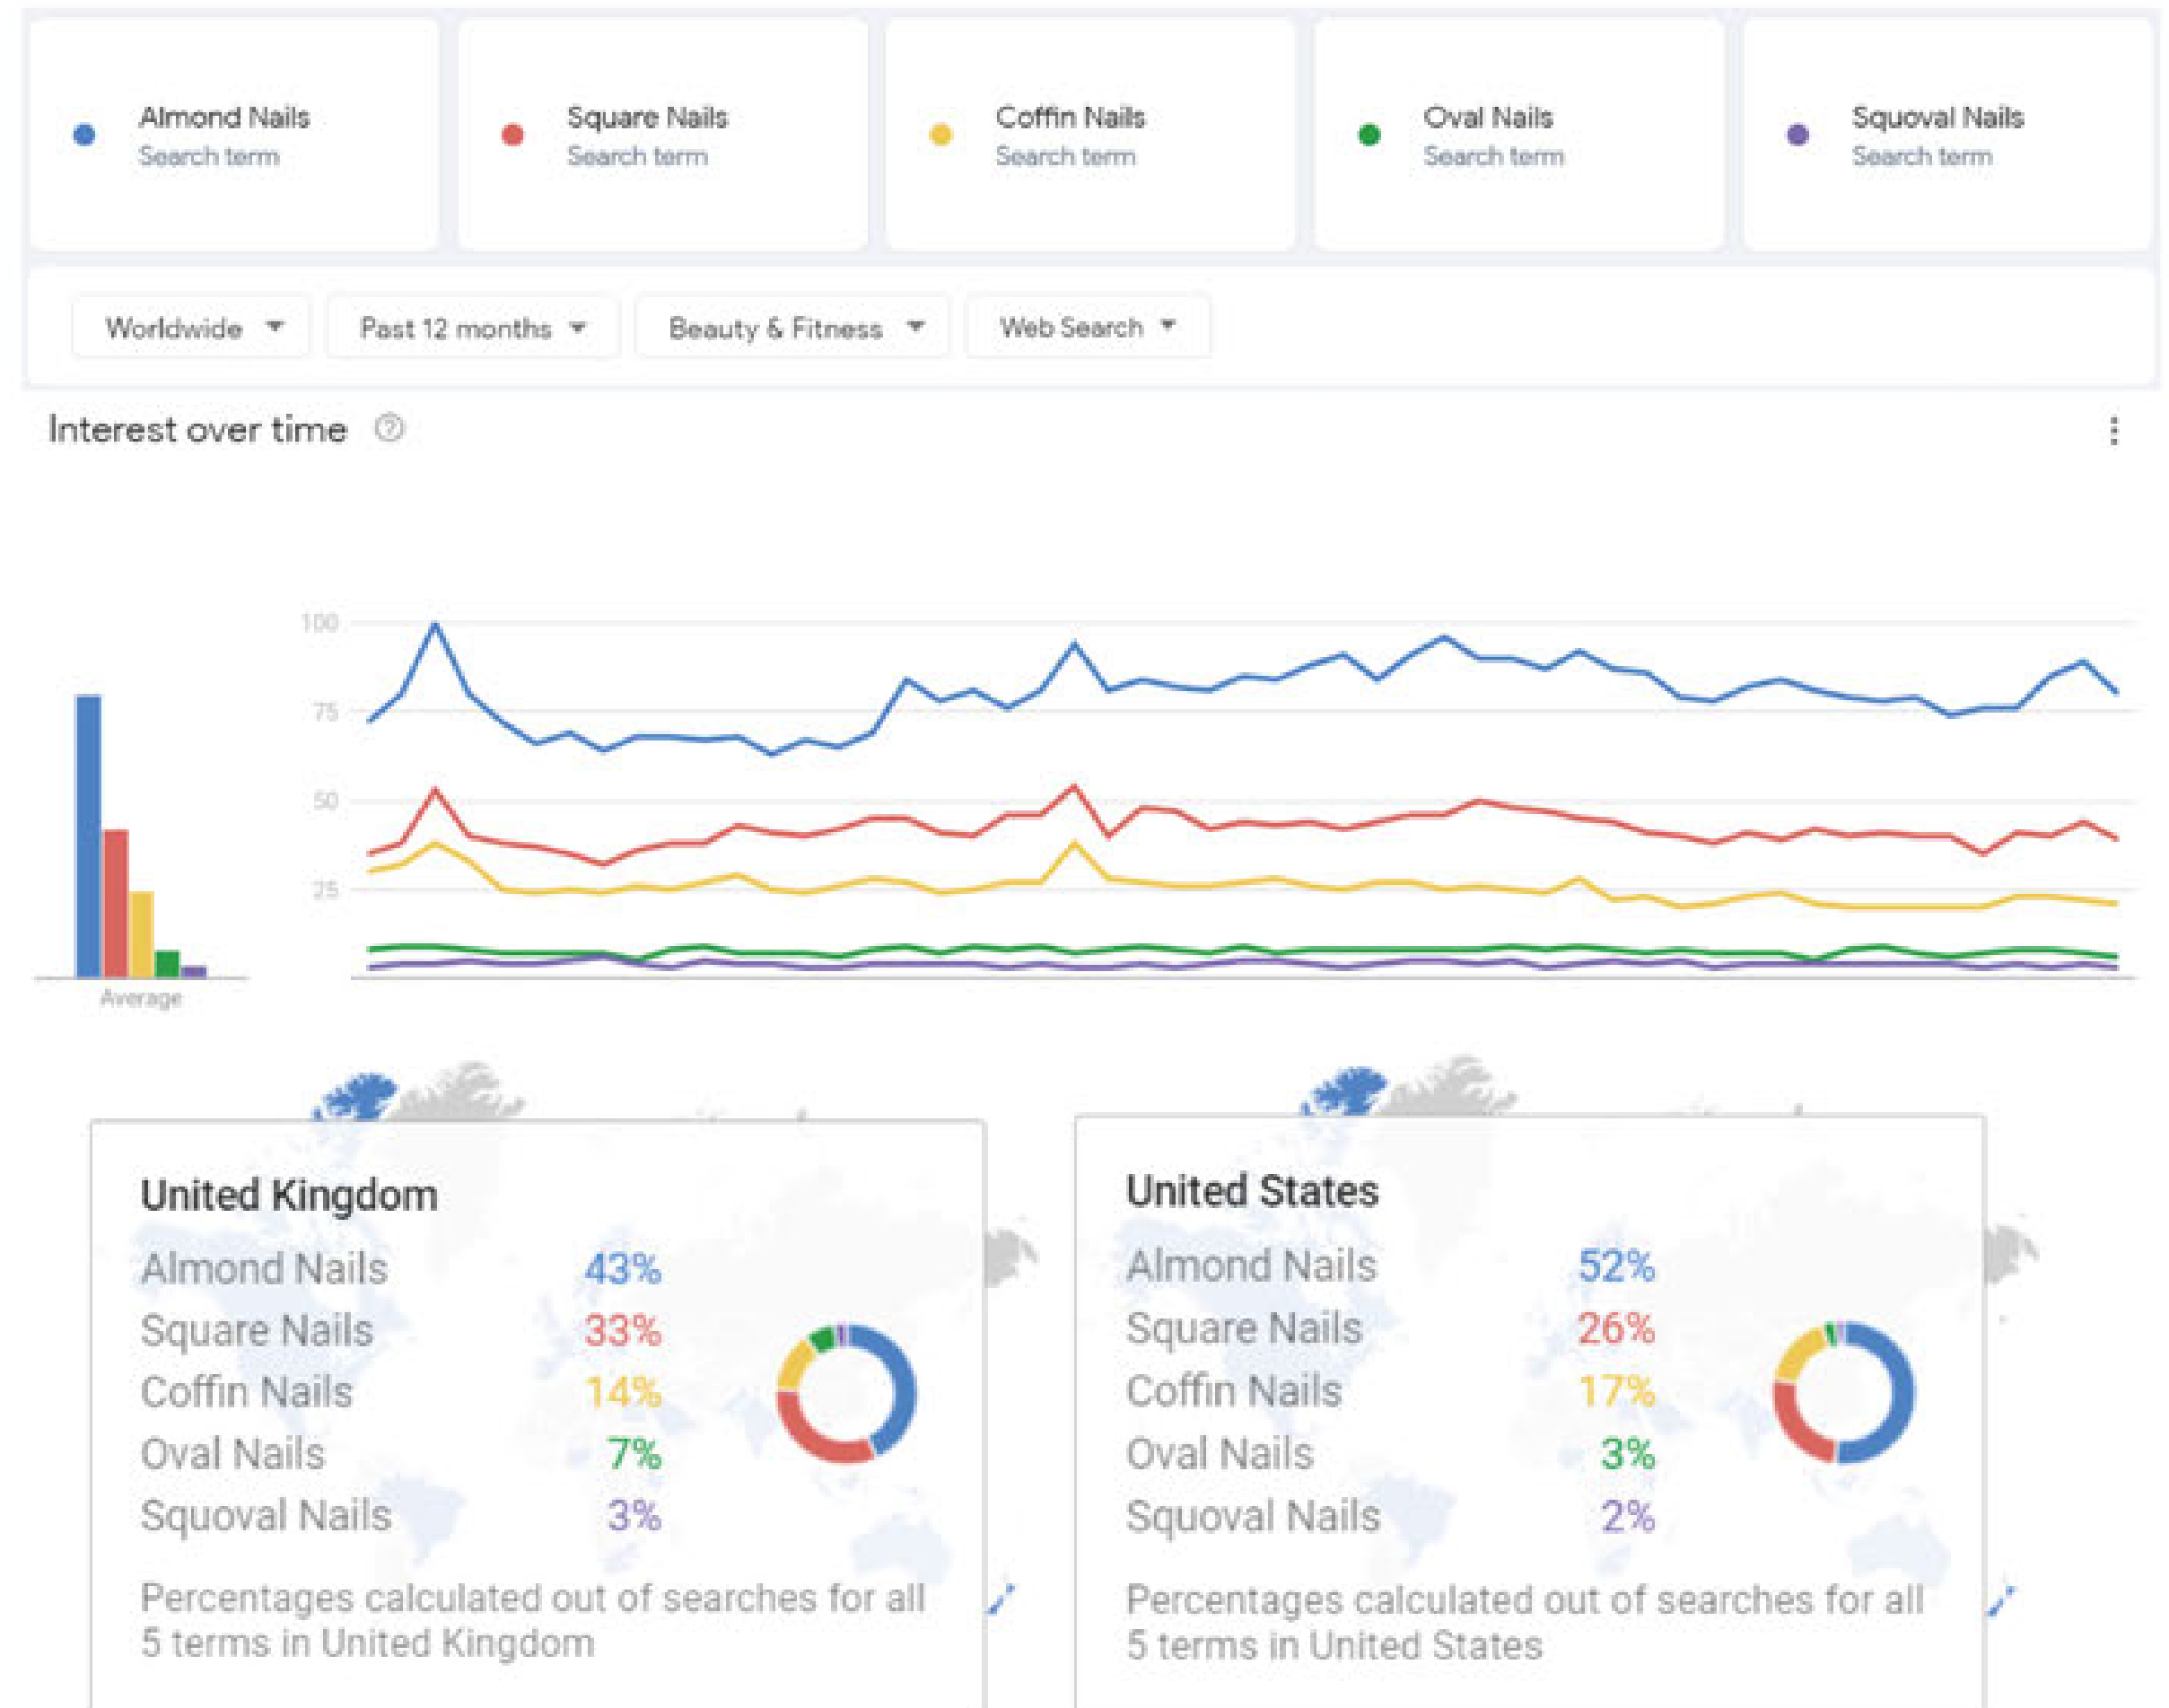 Almond Nails
Search term
Square Nails
Search term
Coffin Nails
Search term
Oval Nails
Search term
Squoval Nails
Search term
Worldwide
Past 12 months
Beauty & Fitness
Web Search
Interest over time
?
100
75
50
25
Average
United Kingdom
Almond Nails 43%
Square Nails 33%
Coffin Nails 14%
Oval Nails 7%
Squoval Nails 3%
Percentages calculated out of searches for all
5 terms in United Kingdom
United States
Almond Nails 52%
Square Nails 26%
Coffin Nails 17%
Oval Nails 3%
Squoval Nails 2%
Percentages calculated out of searches for all
5 terms in United States